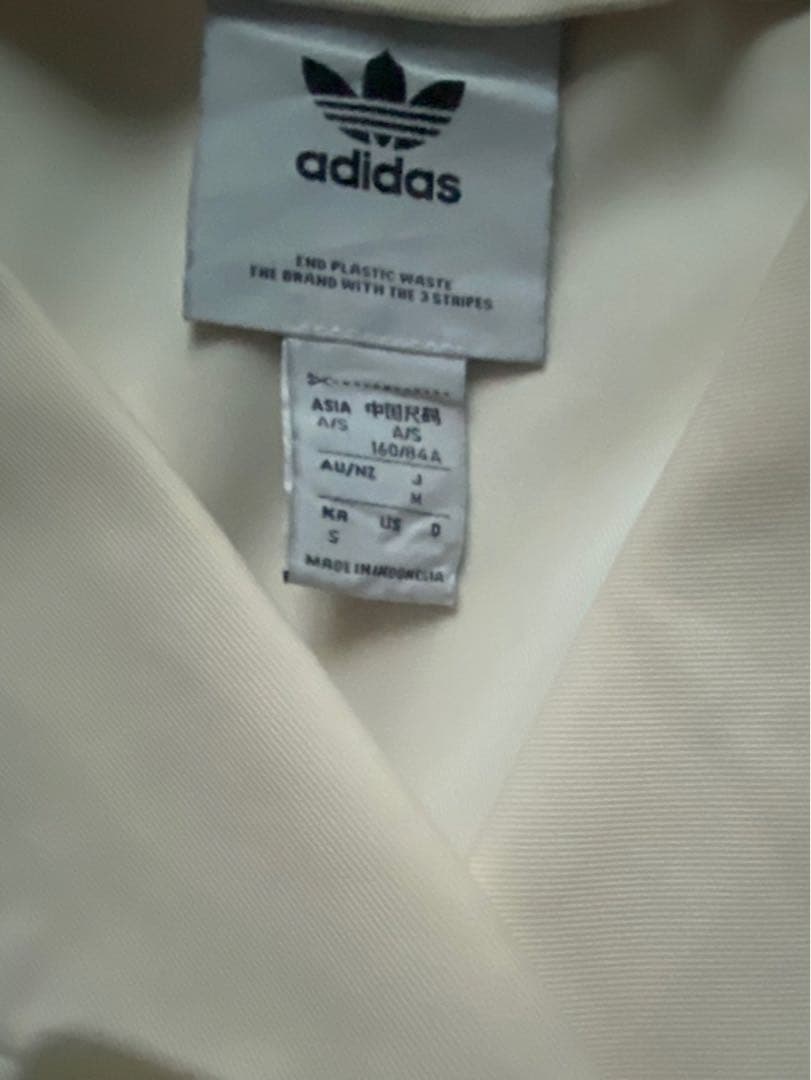 adidas
END PLASTIC WASTE
THE BRAND WITH THE 3 STRIPES
ASIA 中国尺码
A/S A/S
160/84A
AU/NZ J
M
KR US D
S
MADE IN INDONESIA